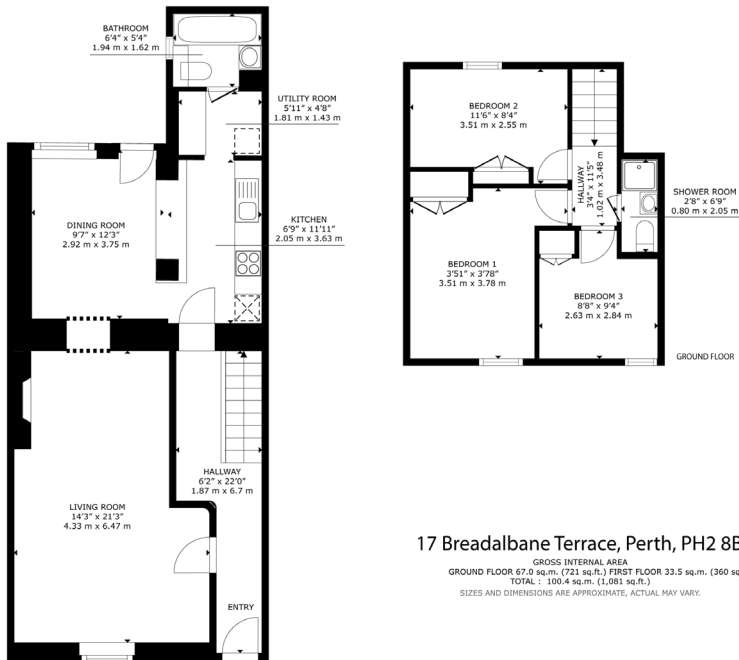 BATHROOM
6'4" x 5'4"
1.94 m x 1.62 m
UTILITY ROOM
5'11" x 4'8"
1.81 m x 1.43 m
DINING ROOM
9'7" x 12'3"
2.92 m x 3.75 m
KITCHEN
6'9" x 11'11"
2.05 m x 3.63 m
HALLWAY
6'2" x 22'0"
1.87 m x 6.7 m
LIVING ROOM
14'3" x 21'3"
4.33 m x 6.47 m
ENTRY
BEDROOM 2
11'6" x 8'4"
3.51 m x 2.55 m
HALLWAY
3'4" x 11'5"
1.02 m x 3.48 m
SHOWER ROOM
2'8" x 6'9"
0.80 m x 2.05 m
BEDROOM 1
3'51" x 3'78"
3.51 m x 3.78 m
BEDROOM 3
8'8" x 9'4"
2.63 m x 2.84 m
GROUND FLOOR
17 Breadalbane Terrace, Perth, PH2 8B
GROSS INTERNAL AREA
GROUND FLOOR 67.0 sq.m. (721 sq.ft.) FIRST FLOOR 33.5 sq.m. (360 sq
TOTAL : 100.4 sq.m. (1,081 sq.ft.)
SIZES AND DIMENSIONS ARE APPROXIMATE, ACTUAL MAY VARY.